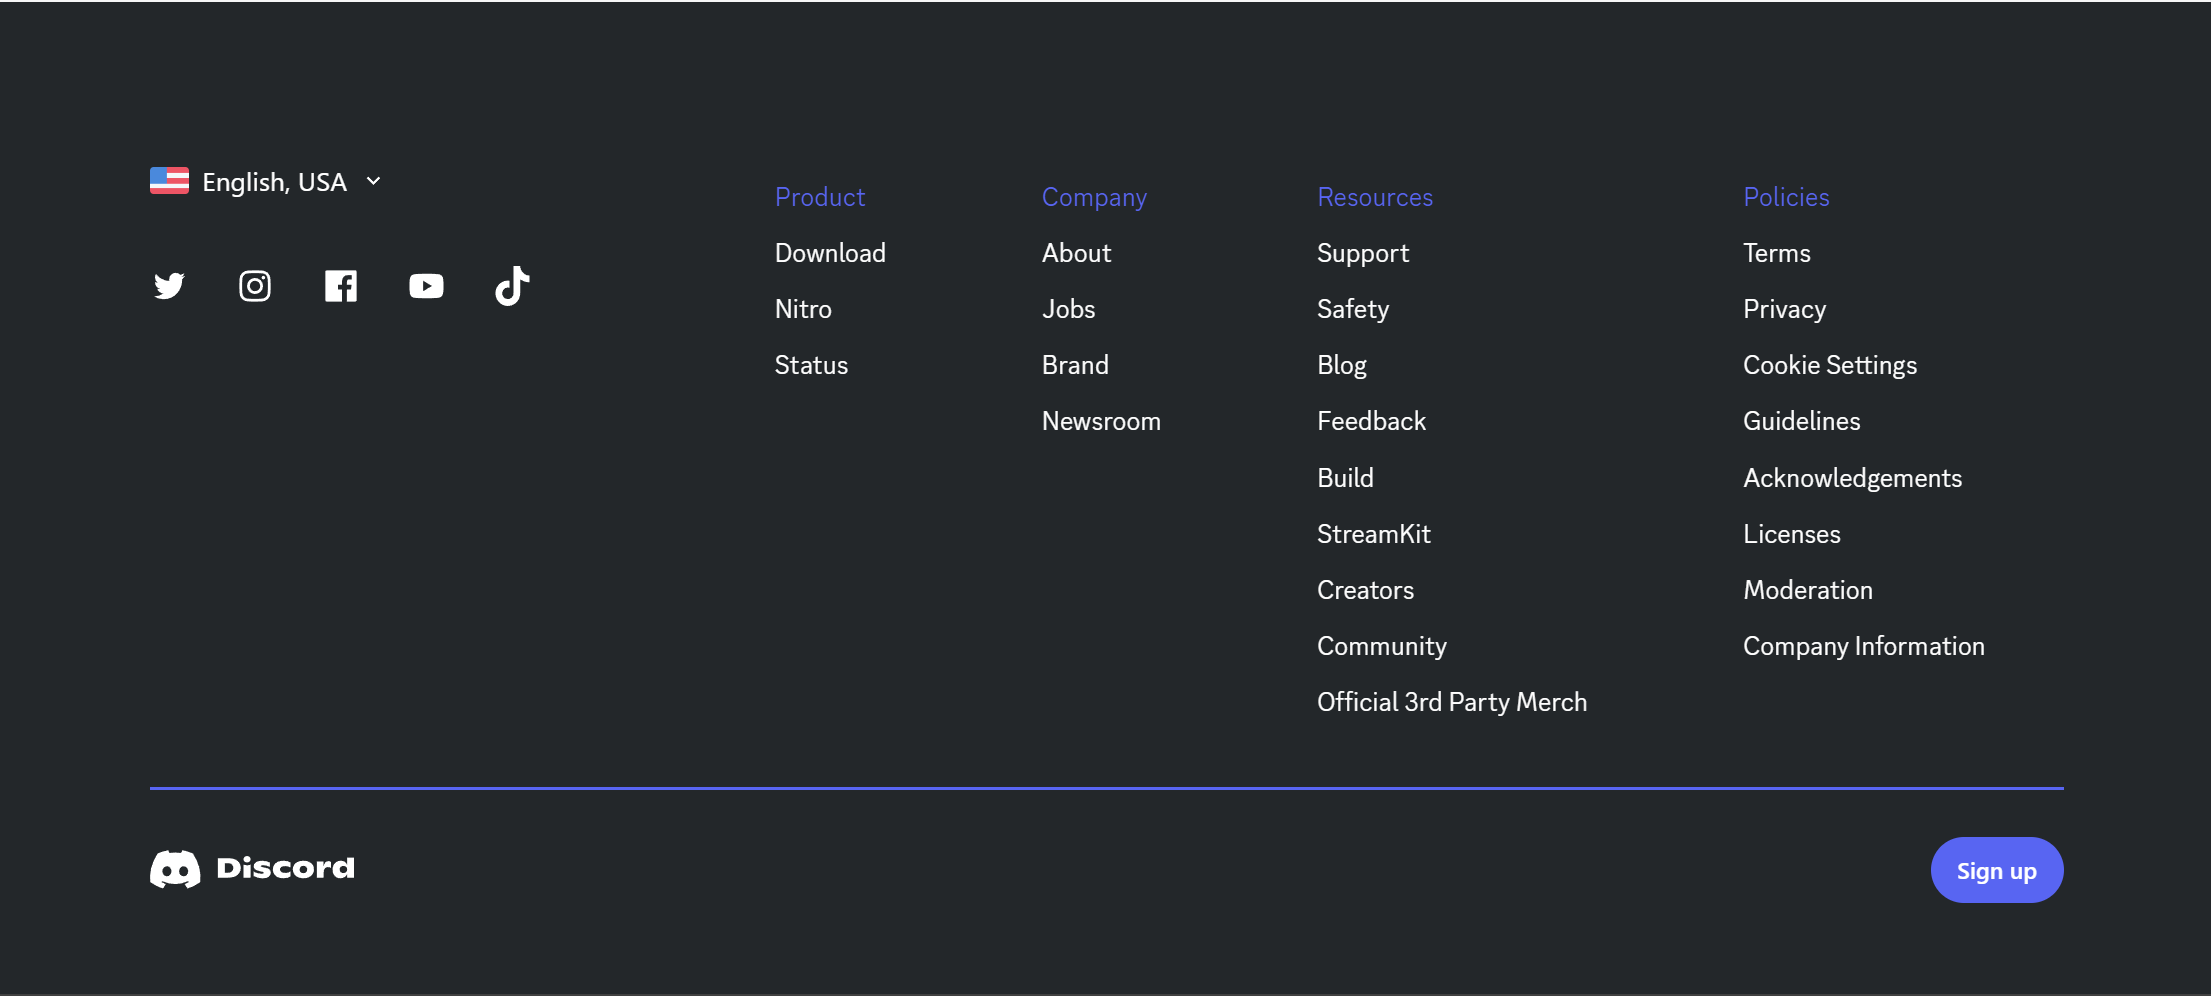 English, USA
Product
Download
Nitro
Status
Company
About
Jobs
Brand
Newsroom
Resources
Support
Safety
Blog
Feedback
Build
StreamKit
Creators
Community
Official 3rd Party Merch
Policies
Terms
Privacy
Cookie Settings
Guidelines
Acknowledgements
Licenses
Moderation
Company Information
Discord
Sign up